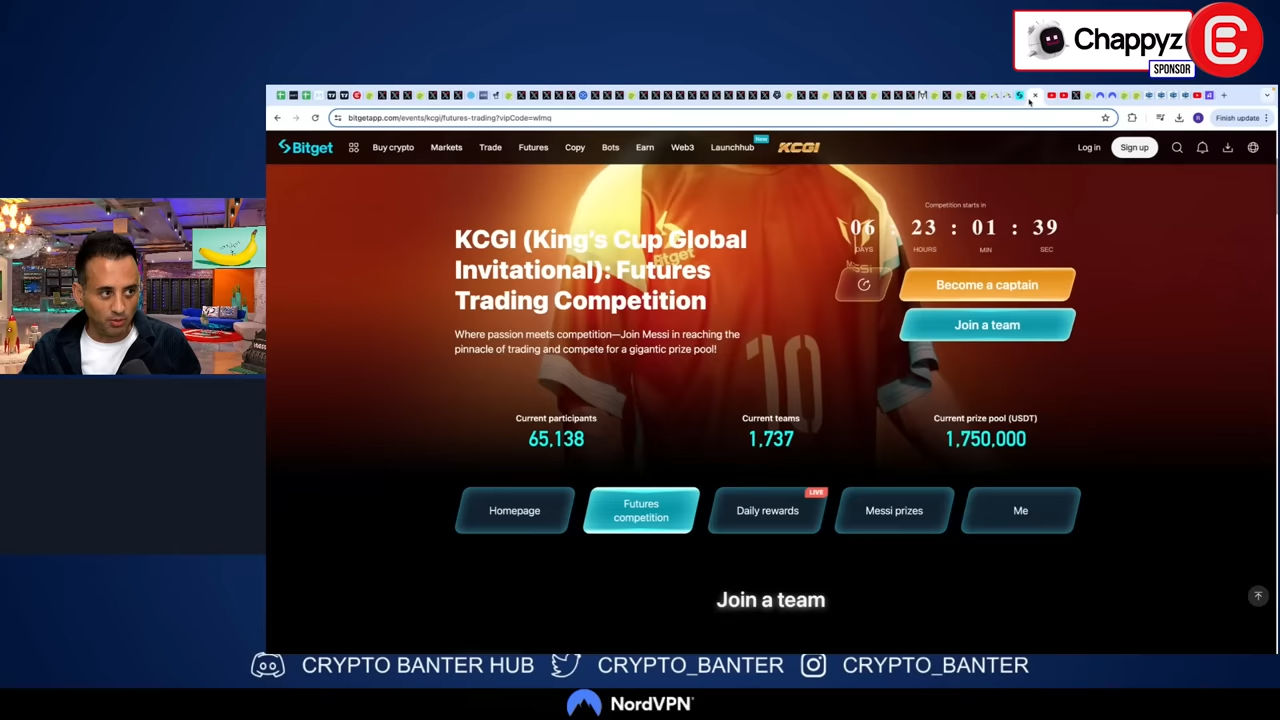 Chappyz
SPONSOR
bitgetapp.com/events/kcgi/futures-trading?vipCode=wlmq
Finish update
Bitget
Buy crypto
Markets
Trade
Futures
Copy
Bots
Earn
Web3
Launchhub
New
KCGI
Log in
Sign up
KCGI (King's Cup Global
Invitational): Futures
Trading Competition
Where passion meets competition—Join Messi in reaching the
pinnacle of trading and compete for a gigantic prize pool!
Bitget
10
Competition starts in
06 : 23 : 01 : 39
DAYS HOURS MIN SEC
Become a captain
Join a team
Current participants
65,138
Current teams
1,737
Current prize pool (USDT)
1,750,000
Homepage
Futures
competition
Daily rewards
LIVE
Messi prizes
Me
Join a team
CRYPTO BANTER HUB
CRYPTO_BANTER
CRYPTO_BANTER
NordVPN